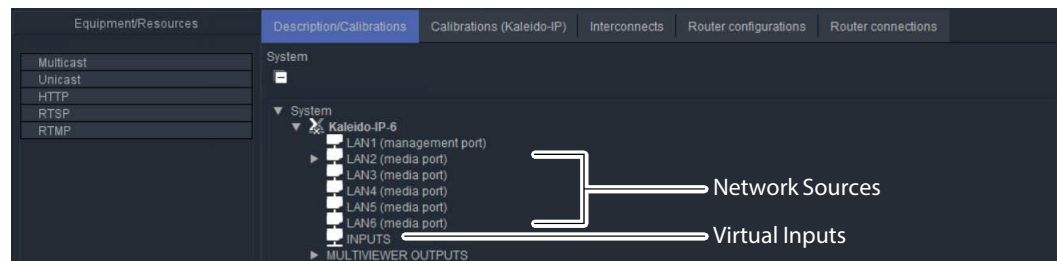 Equipment/Resources
Description/Calibrations
Calibrations (Kaleido-IP)
Interconnects
Router configurations
Router connections
Multicast
Unicast
HTTP
RTSP
RTMP
System
System
Kaleido-IP-6
LAN1 (management port)
LAN2 (media port)
LAN3 (media port)
LAN4 (media port)
LAN5 (media port)
LAN6 (media port)
INPUTS
MULTIVIEWER OUTPUTS
Network Sources
Virtual Inputs